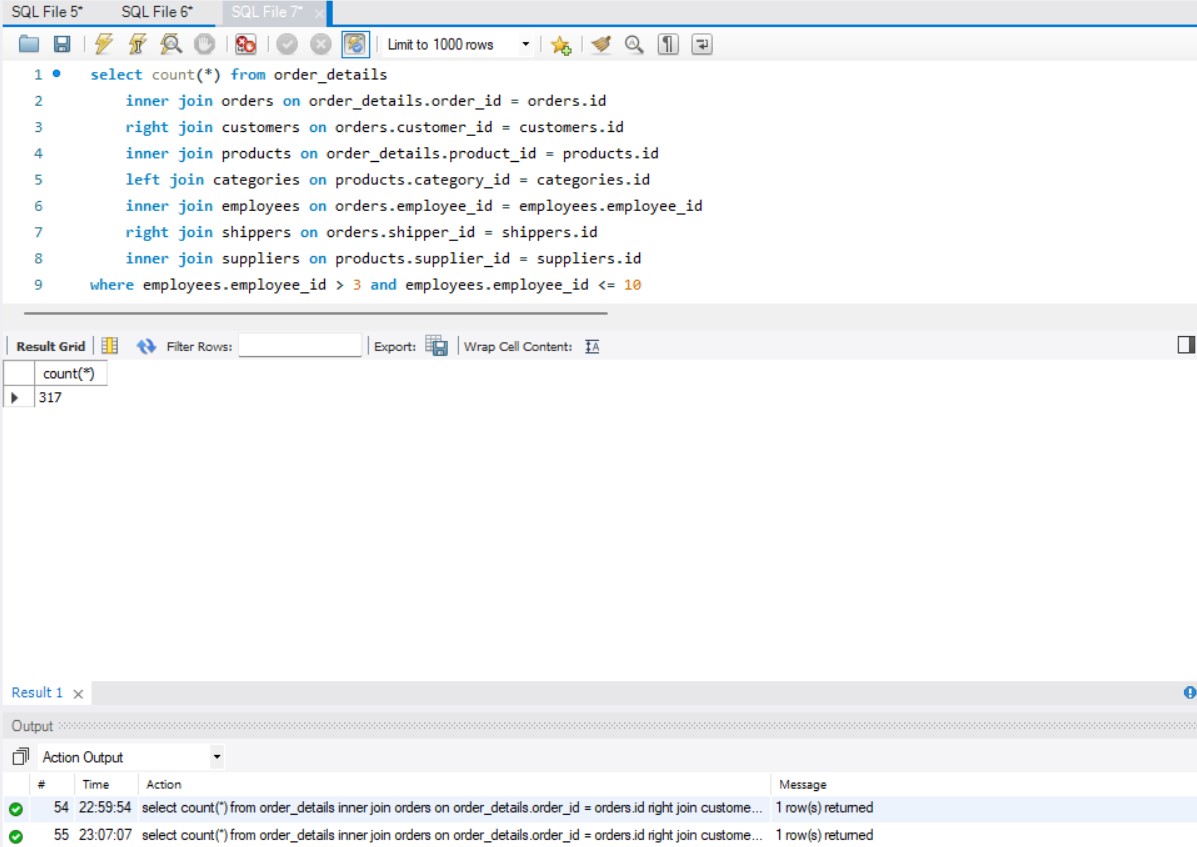 SQL File 5* SQL File 6* SQL File 7*
Limit to 1000 rows
1 select count(*) from order_details
2 inner join orders on order_details.order_id = orders.id
3 right join customers on orders.customer_id = customers.id
4 inner join products on order_details.product_id = products.id
5 left join categories on products.category_id = categories.id
6 inner join employees on orders.employee_id = employees.employee_id
7 right join shippers on orders.shipper_id = shippers.id
8 inner join suppliers on products.supplier_id = suppliers.id
9 where employees.employee_id > 3 and employees.employee_id <= 10
Result Grid Filter Rows: Export: Wrap Cell Content: IA
count(*)
317
Result 1
Output
Action Output
# Time Action Message
54 22:59:54 select count(*) from order_details inner join orders on order_details.order_id = orders.id right join custome... 1 row(s) returned
55 23:07:07 select count(*) from order_details inner join orders on order_details.order_id = orders.id right join custome... 1 row(s) returned